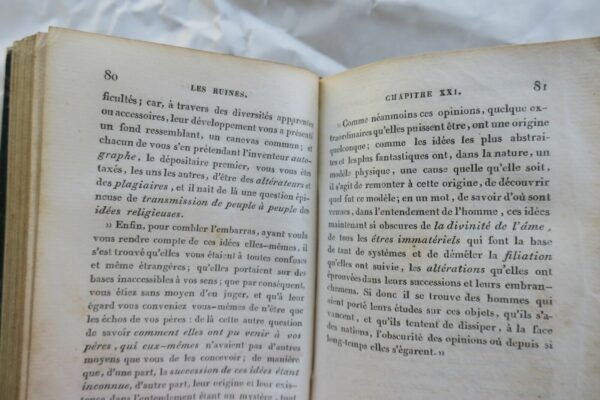 80
LES RUINES.
ficultés; car, à travers des diversités apparentes
ou accessoires, leur développement vous a présenté
un fond ressemblant, un canevas commun; et
chacun de vous s'en prétendant l'inventeur auto-
graphe, le dépositaire premier, vous vous êtes
taxés, les uns les autres, d'être des altérateurs et
des plagiaires, et il naît de là une question épi-
neuse de transmission de peuple à peuple des
idées religieuses.
» Enfin, pour combler l'embarras, ayant voulu
vous rendre compte de ces idées elles-mêmes, il
s'est trouvé qu'elles vous étaient à toutes confuses
et même étrangères; qu'elles portaient sur des
bases inaccessibles à vos sens; que par conséquent,
vous étiez sans moyen d'en juger, et qu'à leur
égard vous conveniez vous-mêmes de n'être que
les échos de vos pères: de là cette autre question
de savoir comment elles ont pu venir à vos
pères, qui eux-mêmes n'avaient pas d'autres
moyens que vous de les concevoir; de manière
que, d'une part, la succession de ces idées étant
inconnue, d'autre part, leur origine et leur exis-
tence dans l'entendement étant un mystère, tout
CHAPITRE XXI.
81
» Comme néanmoins ces opinions, quelque ex-
traordinaires qu'elles puissent être, ont une origine
quelconque; comme les idées les plus abstrai-
tes et les plus fantastiques ont, dans la nature, un
modèle physique, une cause quelle qu'elle soit,
il s'agit de remonter à cette origine, de découvrir
quel fut ce modèle; en un mot, de savoir d'où sont
venues, dans l'entendement de l'homme, ces idées
maintenant si obscures de la divinité de l'âme,
de tous les êtres immatériels qui font la base
de tant de systèmes et de démêler la filiation
qu'elles ont suivie, les altérations qu'elles ont
éprouvées dans leurs successions et leurs embran-
chemens. Si donc il se trouve des hommes qui
aient porté leurs études sur ces objets, qu'ils s'a-
vancent, et qu'ils tentent de dissiper, à la face
des nations, l'obscurité des opinions où depuis si
long-temps elles s'égarent. »